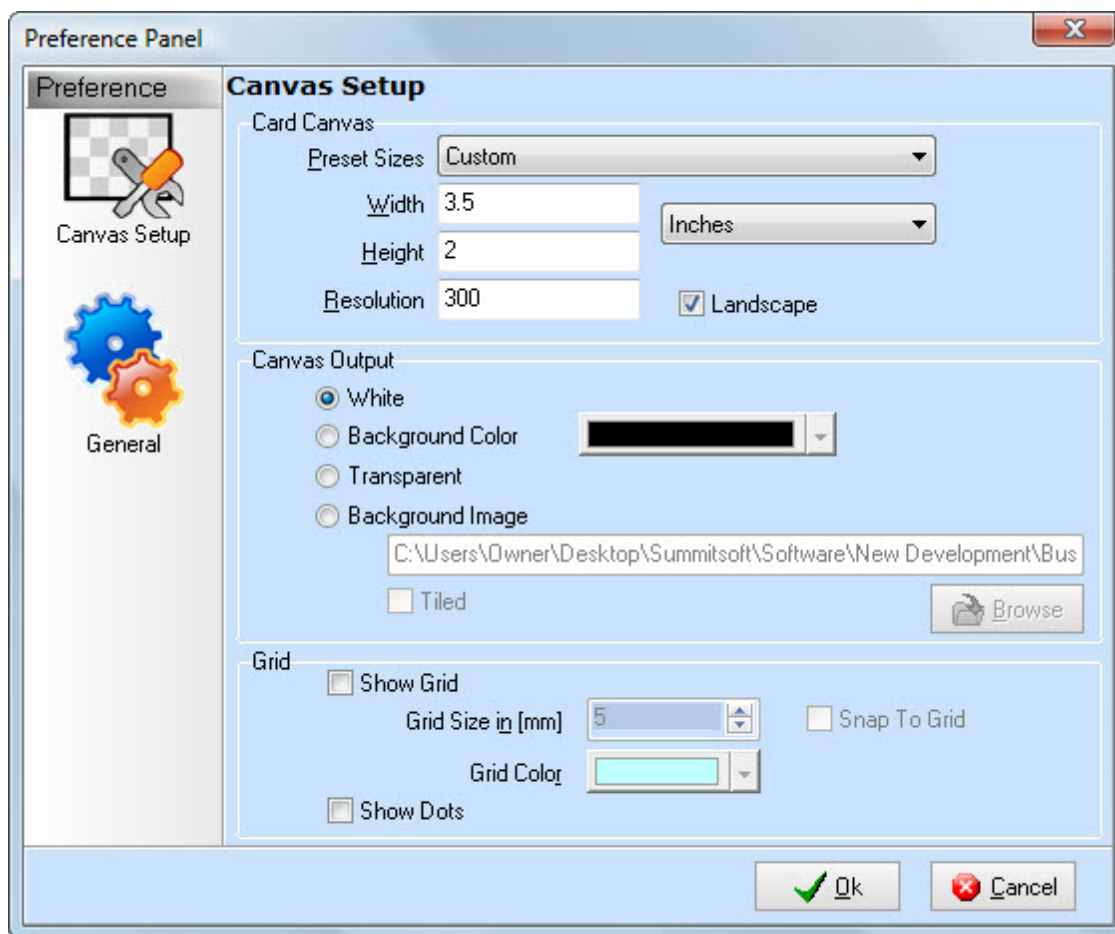 Preference Panel
Preference
Canvas Setup
General
Canvas Setup
Card Canvas
Preset Sizes Custom
Width 3.5
Inches
Height 2
Resolution 300
Landscape
Canvas Output
White
Background Color
Transparent
Background Image
C:\Users\Owner\Desktop\Summitsoft\Software\New Development\Bus
Tiled
Browse
Grid
Show Grid
Grid Size in [mm] 5
Snap To Grid
Grid Color
Show Dots
Ok
Cancel